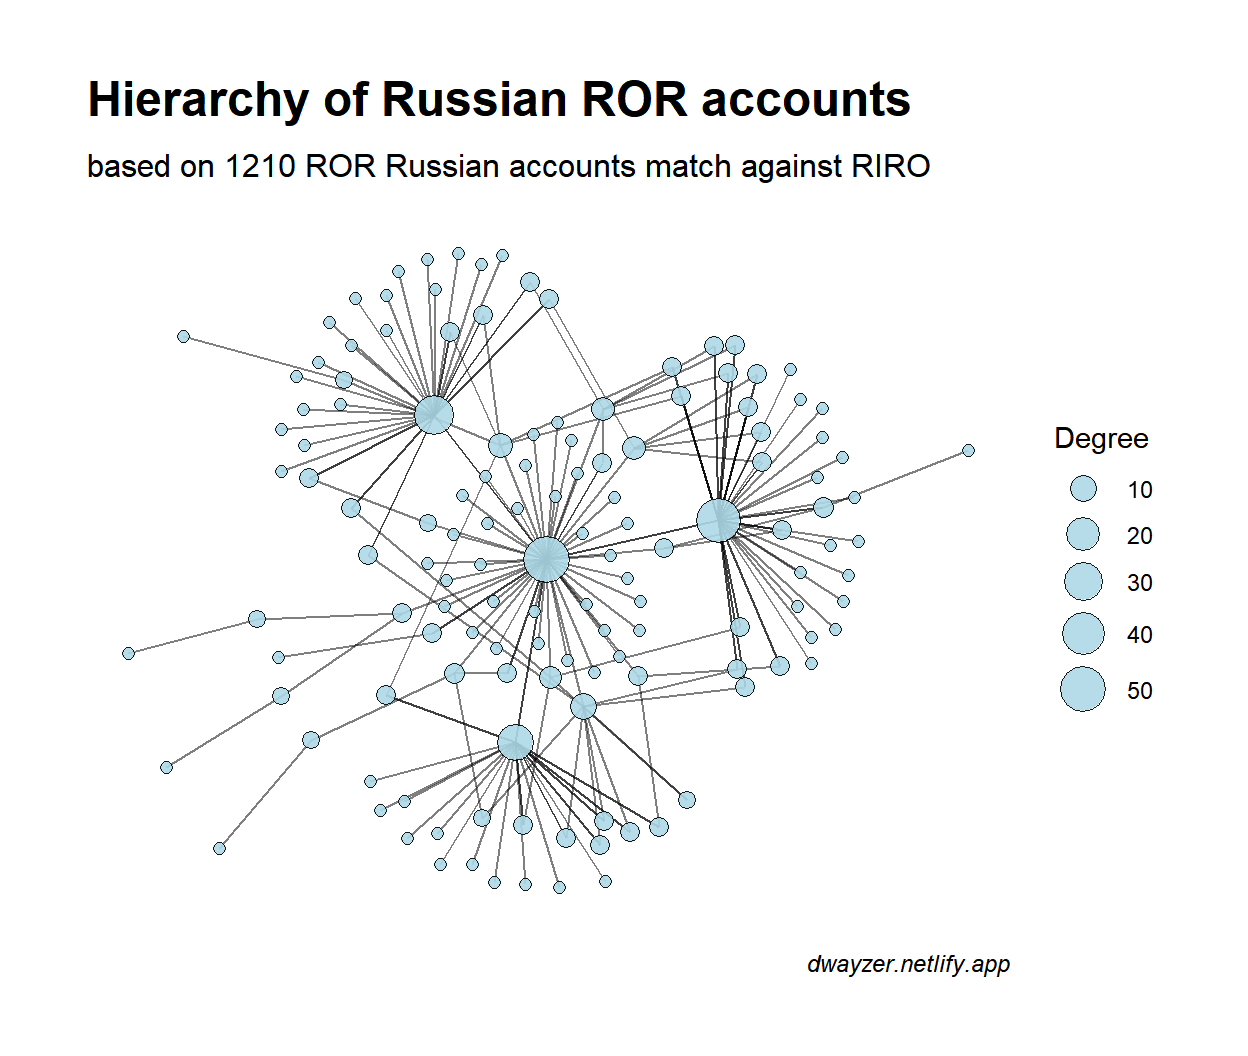 Hierarchy of Russian ROR accounts
based on 1210 ROR Russian accounts match against RIRO
Degree
10
20
30
40
50
dwayzer.netlify.app